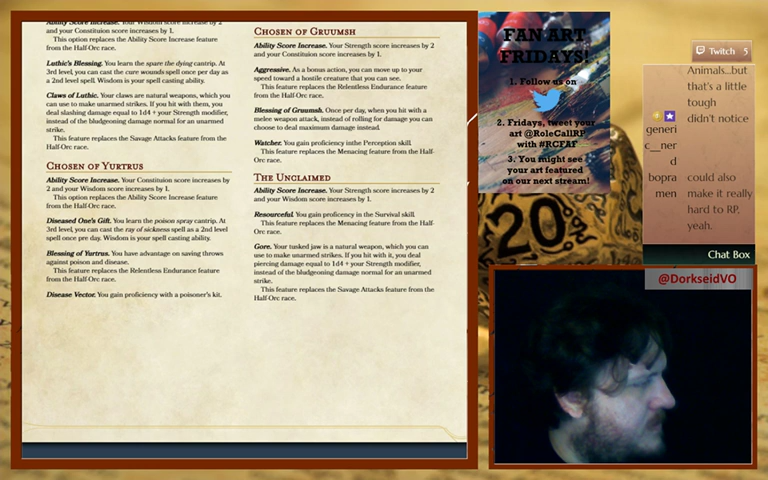 Ability Score Increase. Your Wisdom score increases by 2
and your Constituion score increases by 1.
This option replaces the Ability Score Increase feature
from the Half-Orc race.
Luthic's Blessing. You learn the spare the dying cantrip. At
3rd level, you can cast the cure wounds spell once per day as
a 2nd level spell. Wisdom is your spell casting ability.
Claws of Luthic. Your claws are natural weapons, which you
can use to make unarmed strikes. If you hit with them, you
deal slashing damage equal to 1d4 + your Strength modifier,
instead of the bludgeoning damage normal for an unarmed
strike.
This feature replaces the Savage Attacks feature from the
Half-Orc race.
Chosen of Yurtrus
Ability Score Increase. Your Constituion score increases by
2 and your Wisdom score increases by 1.
This option replaces the Ability Score Increase feature
from the Half-Orc race.
Diseased One's Gift. You learn the poison spray cantrip. At
3rd level, you can cast the ray of sickness spell as a 2nd level
spell once per day. Wisdom is your spell casting ability.
Blessing of Yurtrus. You have advantage on saving throws
against poison and disease.
This feature replaces the Relentless Endurance feature
from the Half-Orc race.
Disease Vector. You gain proficiency with a poisoner's kit.
Chosen of Gruumsh
Ability Score Increase. Your Strength score increases by 2
and your Constituion score increases by 1.
Aggressive. As a bonus action, you can move up to your
speed toward a hostile creature that you can see.
This feature replaces the Relentless Endurance feature
from the Half-Orc race.
Blessing of Gruumsh. Once per day, when you hit with a
melee weapon attack, instead of rolling for damage you can
choose to deal maximum damage instead.
Watcher. You gain proficiency inthe Perception skill.
This feature replaces the Menacing feature from the Half-
Orc race.
The Unclaimed
Ability Score Increase. Your Strength score increases by 2
and your Wisdom score increases by 1.
Resourceful. You gain proficiency in the Survival skill.
This feature replaces the Menacing feature from the Half-
Orc race.
Gore. Your tusked jaw is a natural weapon, which you can
use to make unarmed strikes. If you hit with it, you deal
piercing damage equal to 1d4 + your Strength modifier,
instead of the bludgeoning damage normal for an unarmed
strike.
This feature replaces the Savage Attacks feature from the
Half-Orc race.
FAN ART
FRIDAYS!
1. Follow us on
2. Fridays, tweet your
art @RoleCallRP
with #RCFAF
3. You might see
your art featured
on our next stream!
20
Twitch 5
Animals..but
that's a little
tough
didn't notice
generi
c__ner
d
bopra
men
could also
make it really
hard to RP,
yeah.
Chat Box
@DorkseidVO